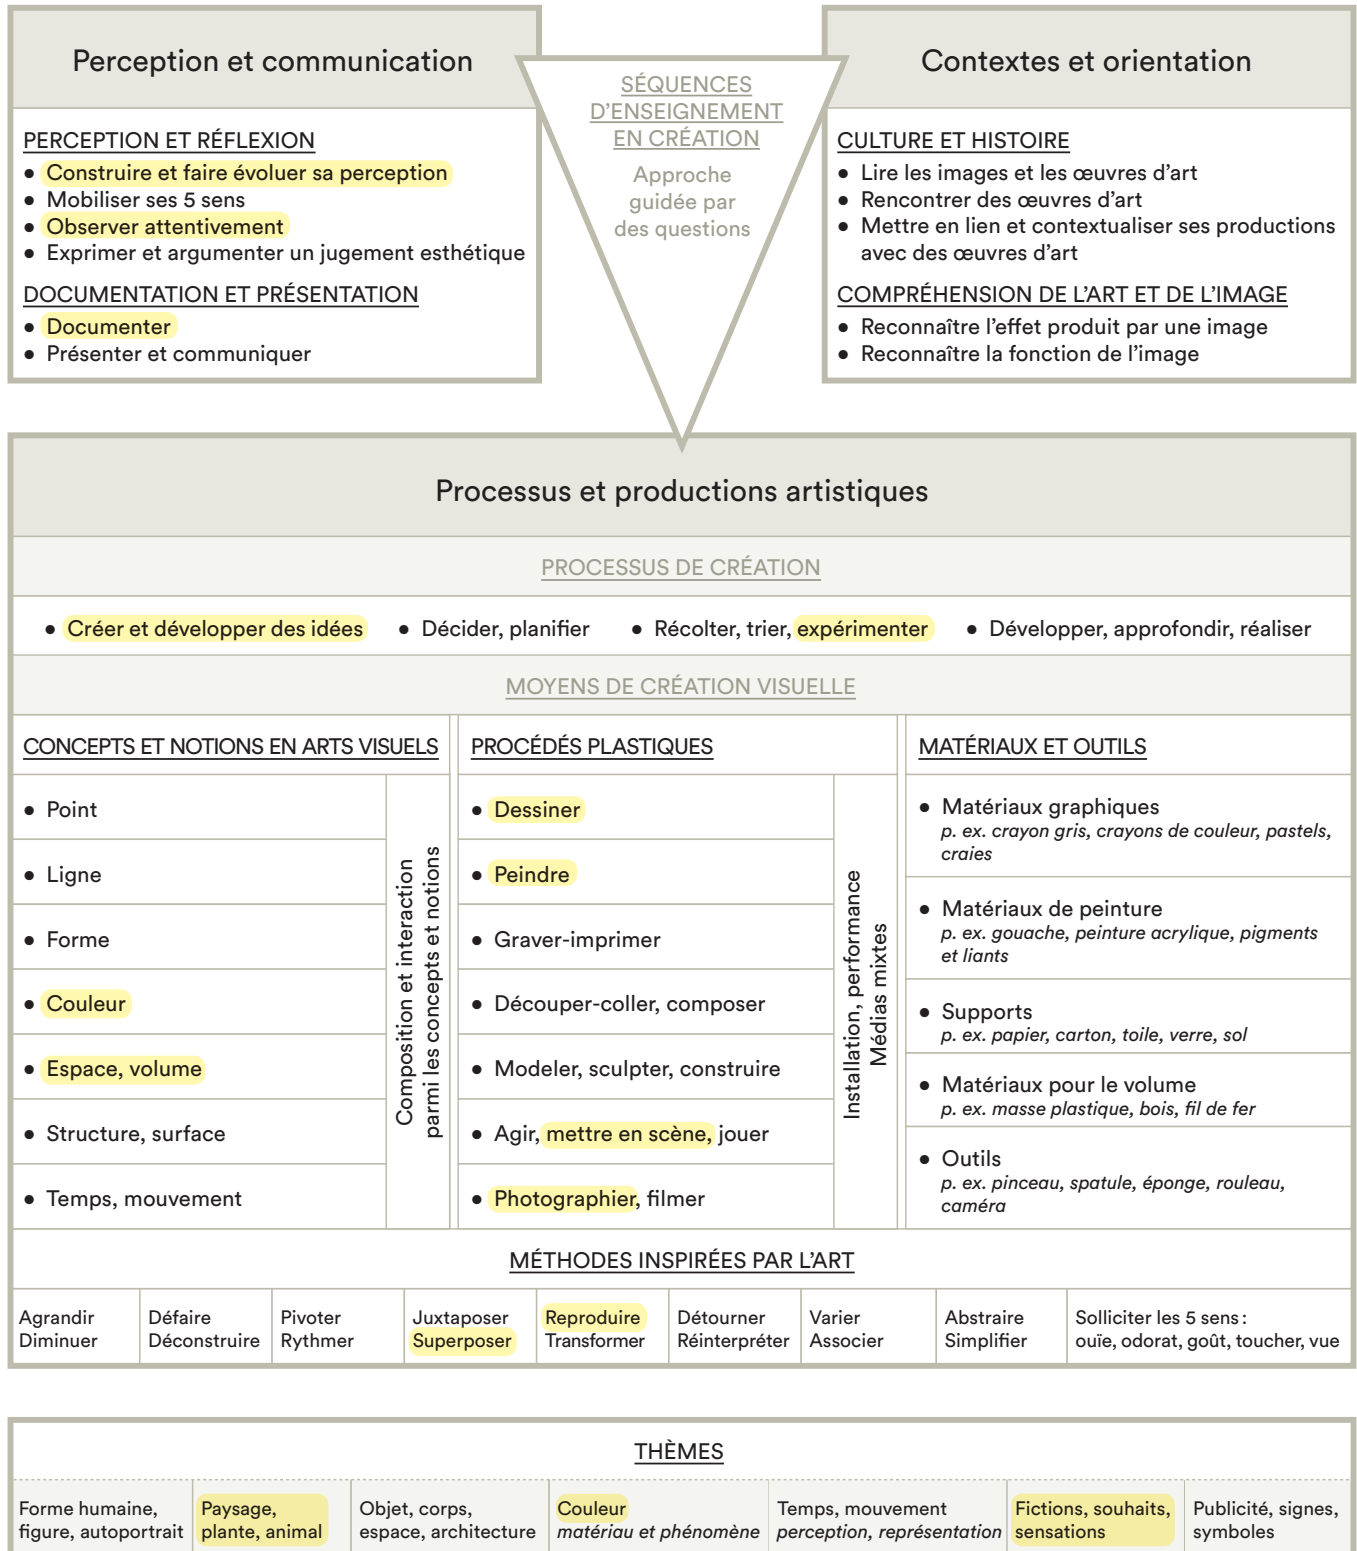 Perception et communication
PERCEPTION ET RÉFLEXION
• Construire et faire évoluer sa perception
• Mobiliser ses 5 sens
• Observer attentivement
• Exprimer et argumenter un jugement esthétique
DOCUMENTATION ET PRÉSENTATION
• Documenter
• Présenter et communiquer
SÉQUENCES
D'ENSEIGNEMENT
EN CRÉATION
Approche
guidée par
des questions
Contextes et orientation
CULTURE ET HISTOIRE
• Lire les images et les œuvres d'art
• Rencontrer des œuvres d'art
• Mettre en lien et contextualiser ses productions
avec des œuvres d'art
COMPRÉHENSION DE L'ART ET DE L'IMAGE
• Reconnaître l'effet produit par une image
• Reconnaître la fonction de l'image
Processus et productions artistiques
PROCESSUS DE CRÉATION
• Créer et développer des idées • Décider, planifier • Récolter, trier, expérimenter • Développer, approfondir, réaliser
MOYENS DE CRÉATION VISUELLE
CONCEPTS ET NOTIONS EN ARTS VISUELS
• Point
• Ligne
• Forme
• Couleur
• Espace, volume
• Structure, surface
• Temps, mouvement
Composition et interaction
parmi les concepts et notions
PROCÉDÉS PLASTIQUES
• Dessiner
• Peindre
• Graver-imprimer
• Découper-coller, composer
• Modeler, sculpter, construire
• Agir, mettre en scène, jouer
• Photographier, filmer
Installation, performance
Médias mixtes
MATÉRIAUX ET OUTILS
• Matériaux graphiques
p. ex. crayon gris, crayons de couleur, pastels,
craies
• Matériaux de peinture
p. ex. gouache, peinture acrylique, pigments
et liants
• Supports
p. ex. papier, carton, toile, verre, sol
• Matériaux pour le volume
p. ex. masse plastique, bois, fil de fer
• Outils
p. ex. pinceau, spatule, éponge, rouleau,
caméra
MÉTHODES INSPIRÉES PAR L'ART
Agrandir
Diminuer
Défaire
Déconstruire
Pivoter
Rythmer
Juxtaposer
Superposer
Reproduire
Transformer
Détourner
Réinterpréter
Varier
Associer
Abstraire
Simplifier
Solliciter les 5 sens :
ouïe, odorat, goût, toucher, vue
THÈMES
Forme humaine,
figure, autoportrait
Paysage,
plante, animal
Objet, corps,
espace, architecture
Couleur
matériau et phénomène
Temps, mouvement
perception, représentation
Fictions, souhaits,
sensations
Publicité, signes,
symboles